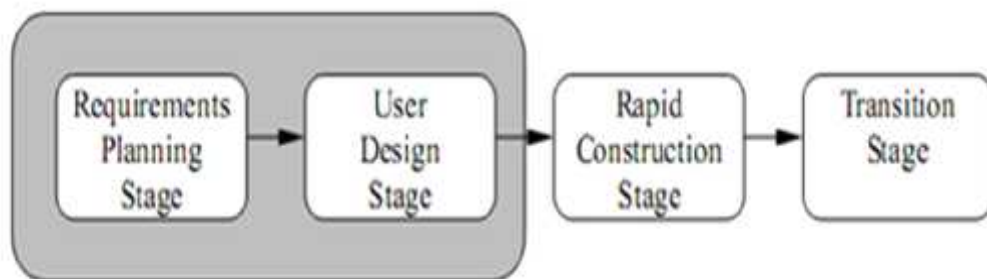 Requirements
Planning
Stage
User
Design
Stage
Rapid
Construction
Stage
Transition
Stage